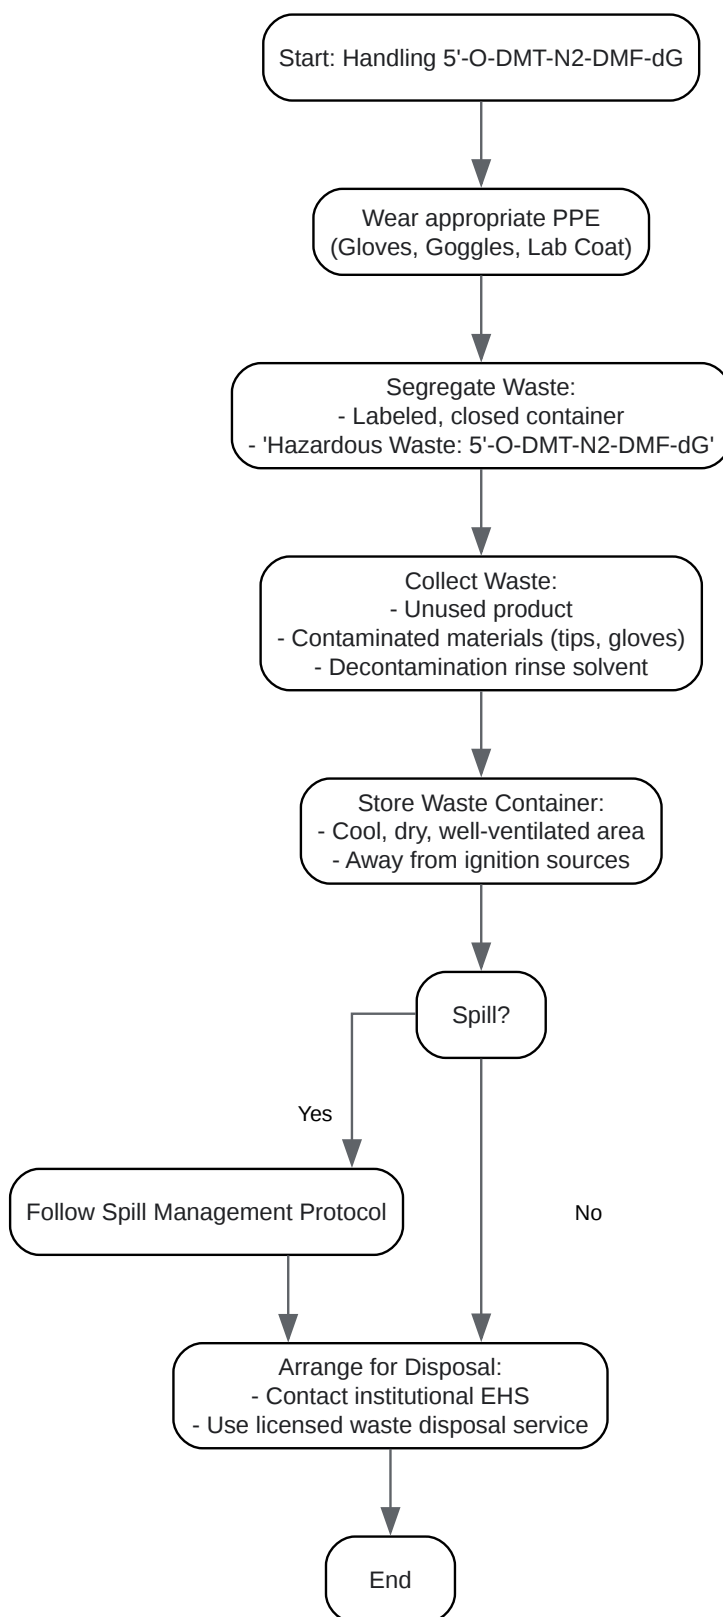 Start: Handling 5'-O-DMT-N2-DMF-dG
Wear appropriate PPE
(Gloves, Goggles, Lab Coat)
Segregate Waste:
- Labeled, closed container
- 'Hazardous Waste: 5'-O-DMT-N2-DMF-dG'
Collect Waste:
- Unused product
- Contaminated materials (tips, gloves)
- Decontamination rinse solvent
Store Waste Container:
- Cool, dry, well-ventilated area
- Away from ignition sources
Spill?
Yes
Follow Spill Management Protocol
No
Arrange for Disposal:
- Contact institutional EHS
- Use licensed waste disposal service
End